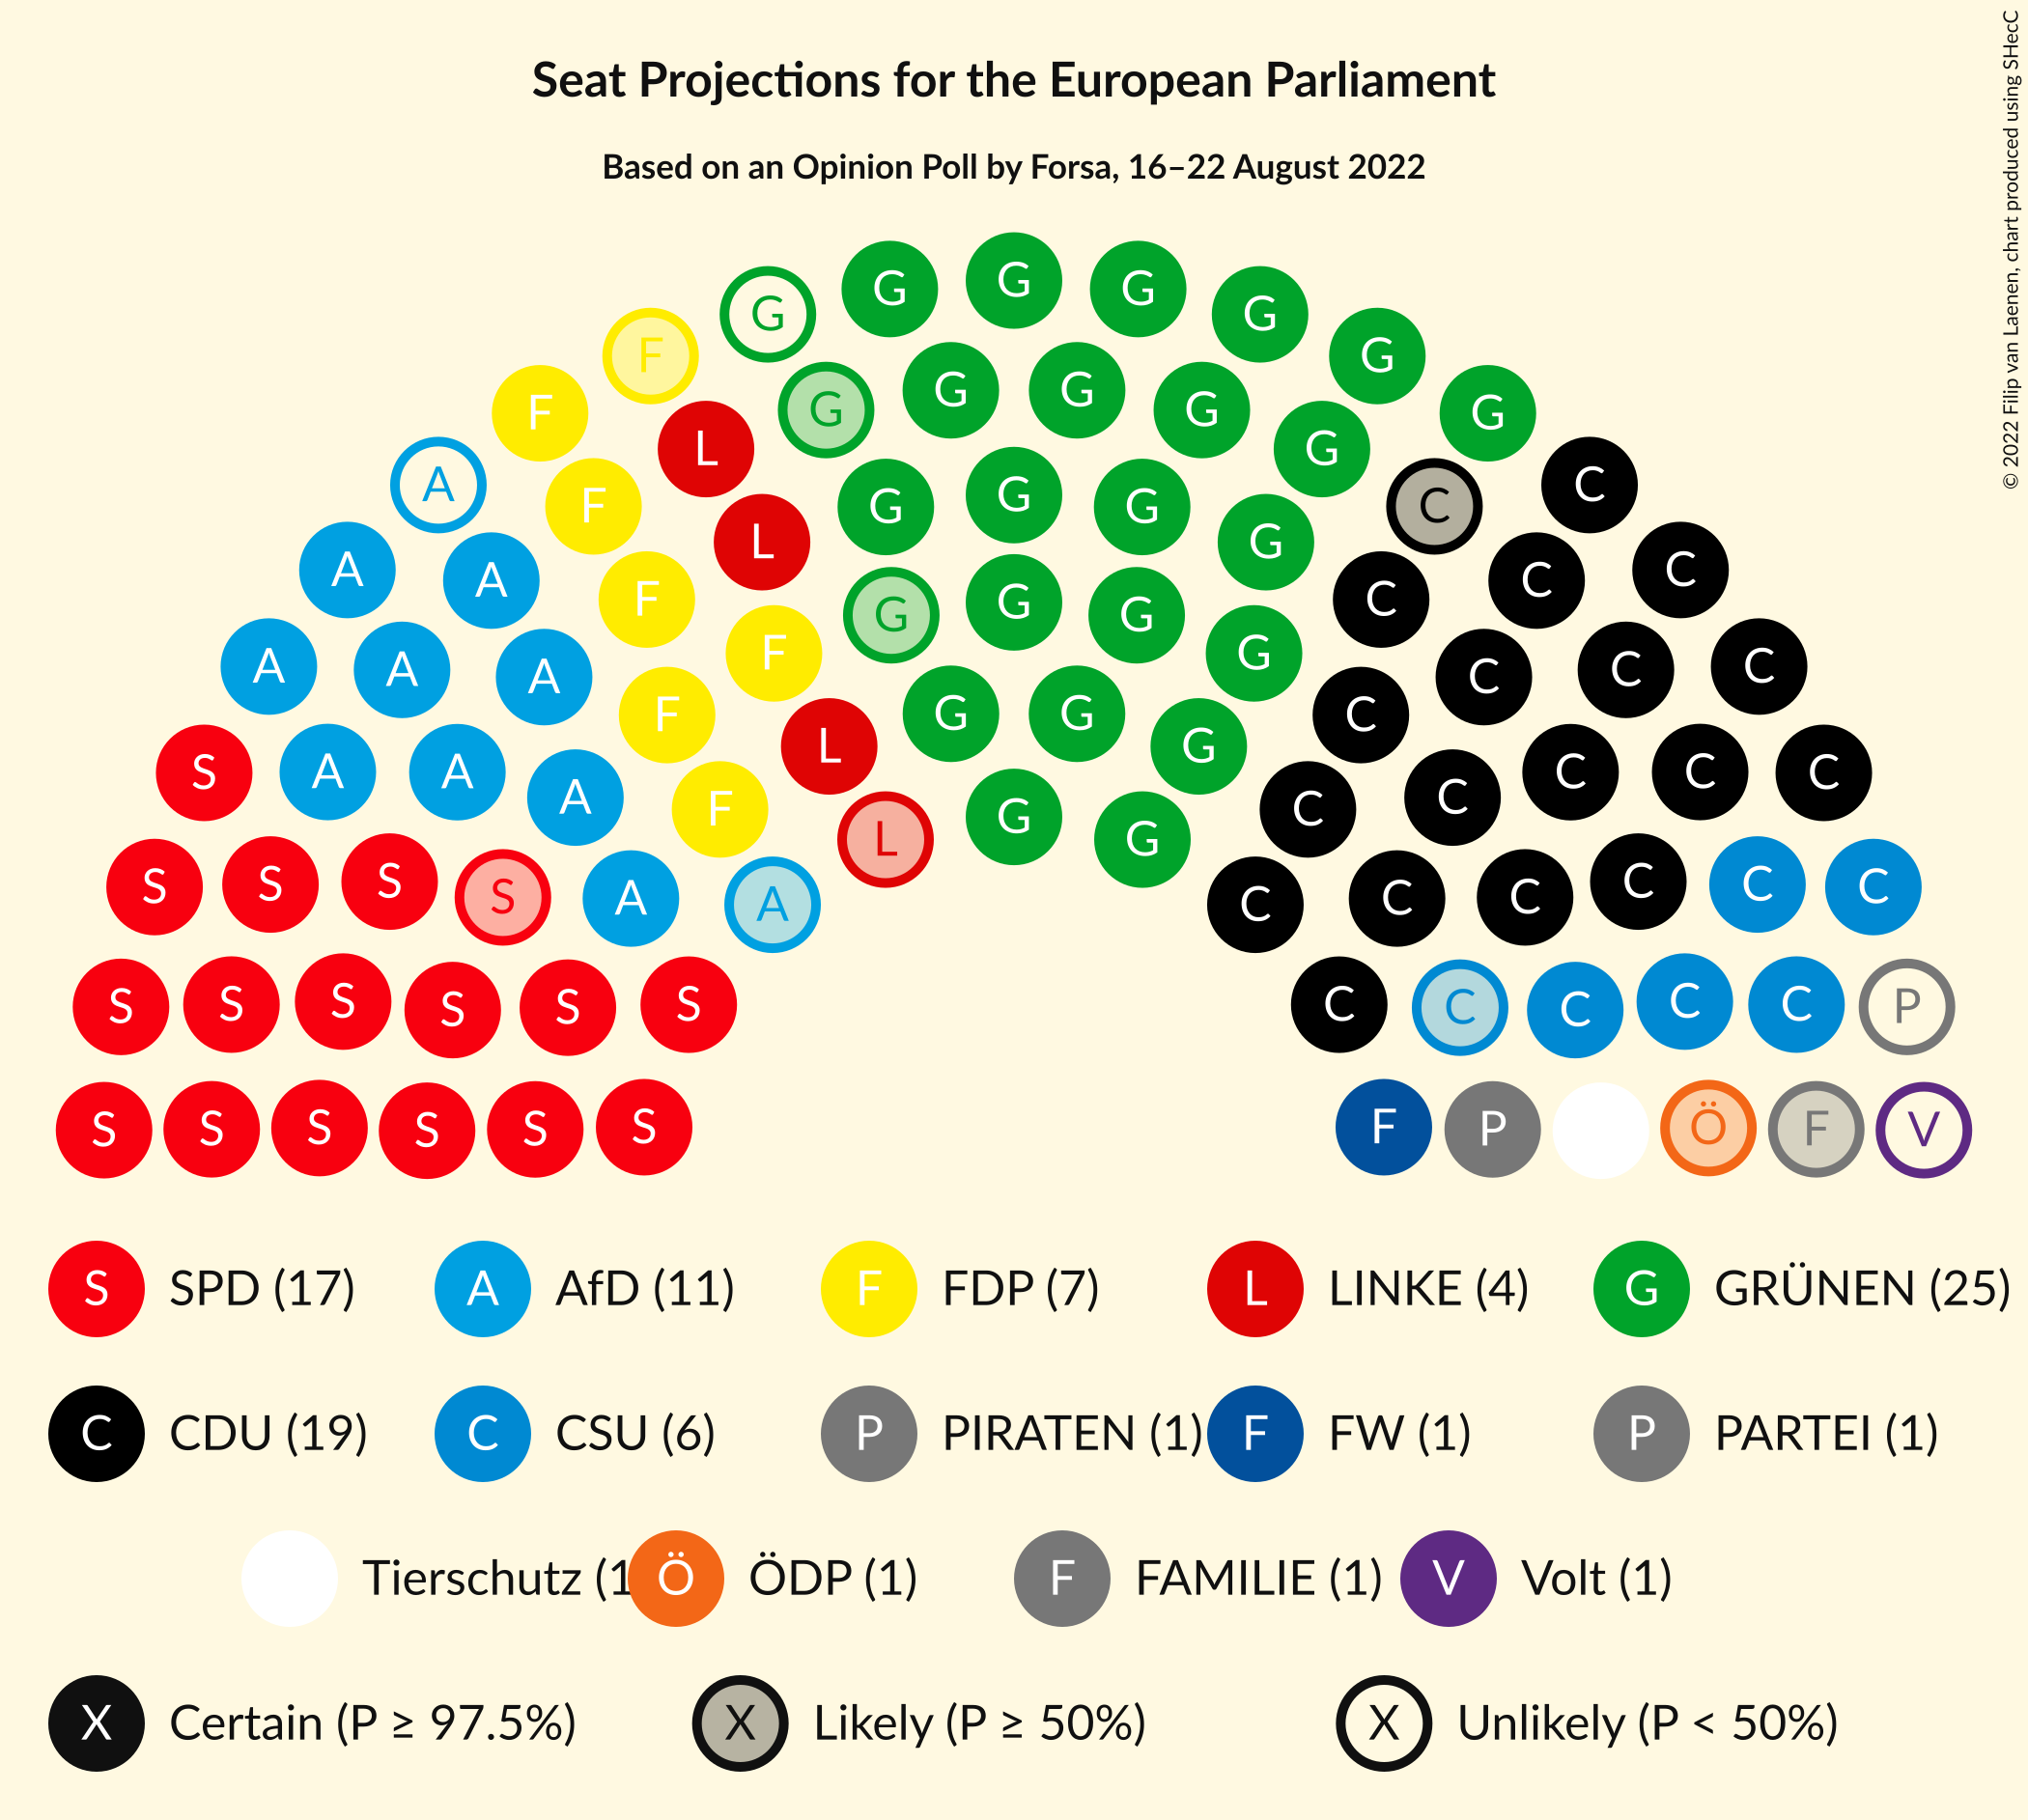 Seat Projections for the European Parliament
Based on an Opinion Poll by Forsa, 16–22 August 2022
© 2022 Filip van Laenen, chart produced using SHecC
G G G G G
F G G
F G G G G G G
A L G C C
F G G G C
L G
A A F G C C C
F G C
A A A C C C
F G G C
S A A A L G C C C C
F G C
L G G
S S S S A A C C C C C C
S S S S S S C C C C C P
S S S S S S F P Ö F V
S SPD (17) A AfD (11) F FDP (7) L LINKE (4) G GRÜNEN (25)
C CDU (19) C CSU (6) P PIRATEN (1) F FW (1) P PARTEI (1)
Tierschutz (1 Ö ÖDP (1) F FAMILIE (1) V Volt (1)
X Certain (P ≥ 97.5%) X Likely (P ≥ 50%) X Unlikely (P < 50%)